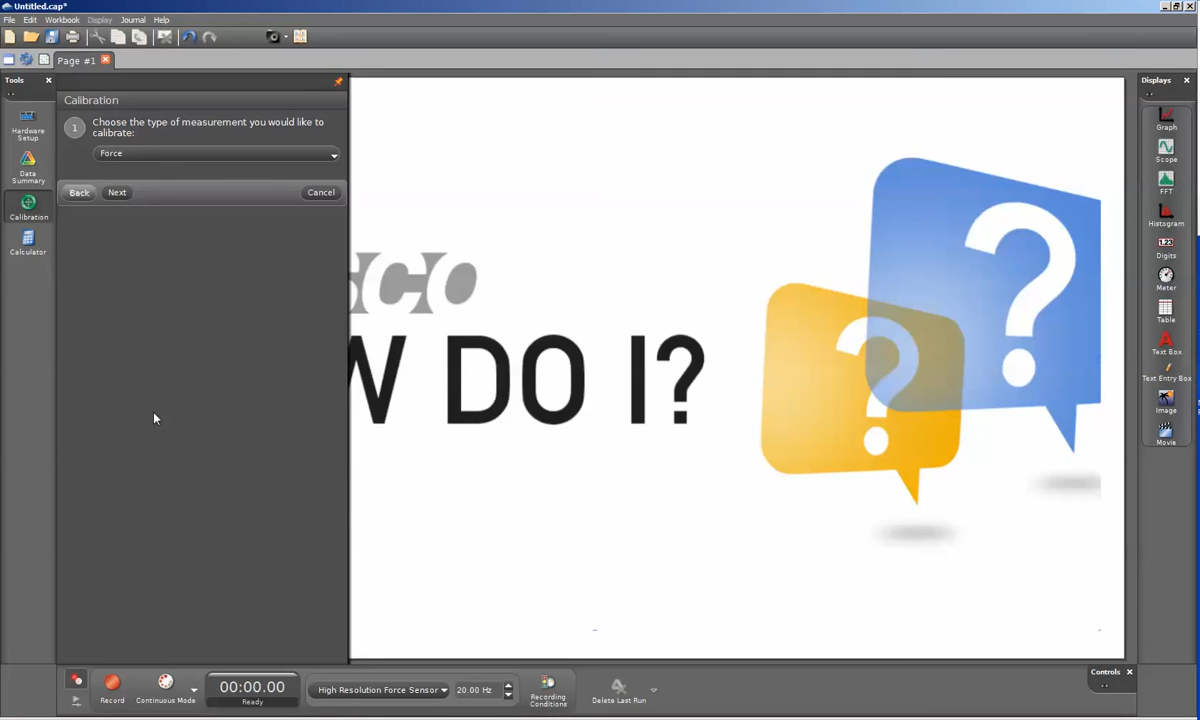 Untitled.cap*
File Edit Workbook Display Journal Help
Page #1
Tools
Hardware
Setup
Data
Summary
Calibration
Calculator
Calibration
1 Choose the type of measurement you would like to
calibrate:
Force
Back Next Cancel
SCO
W DO I?
? ?
Displays
Graph
Scope
FFT
Histogram
Digits
Meter
Table
Text Box
Text Entry Box
Image
Movie
Record
Continuous Mode
00:00.00
Ready
High Resolution Force Sensor
20.00 Hz
Recording
Conditions
Delete Last Run
Controls